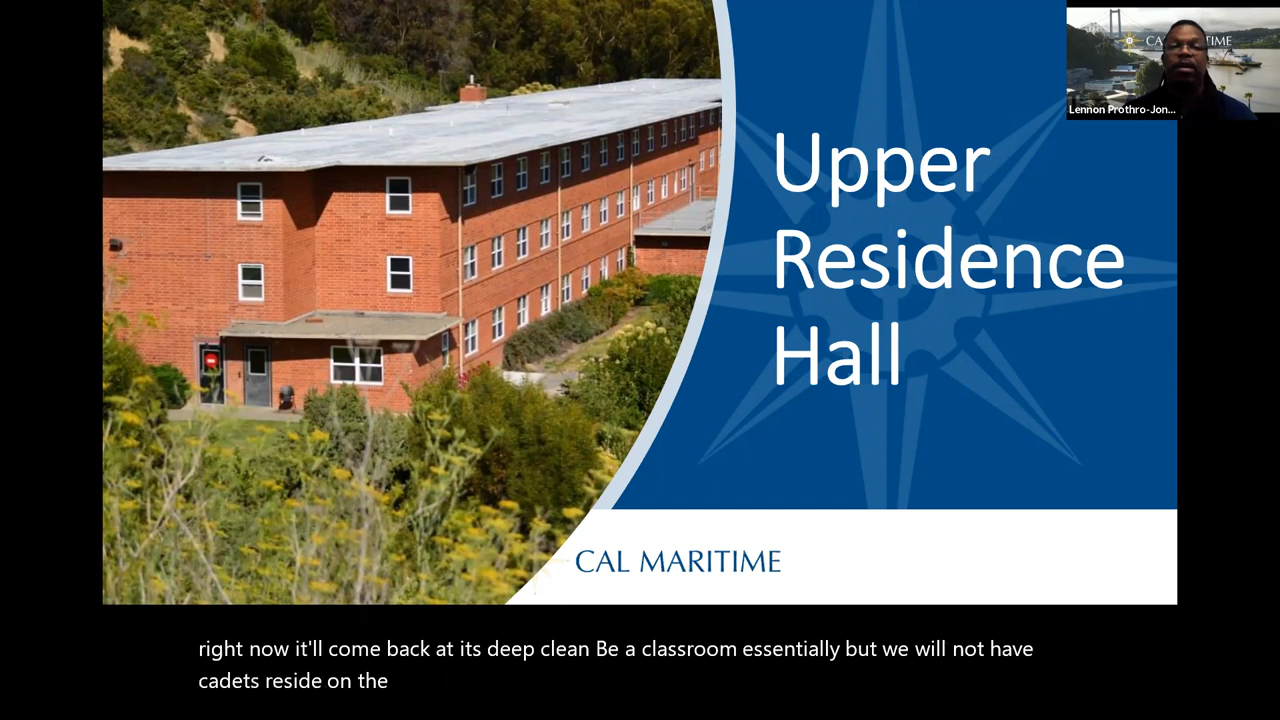 Upper
Residence
Hall
CAL MARITIME
Lennon Prothro-Jon...
right now it'll come back at its deep clean Be a classroom essentially but we will not have
cadets reside on the